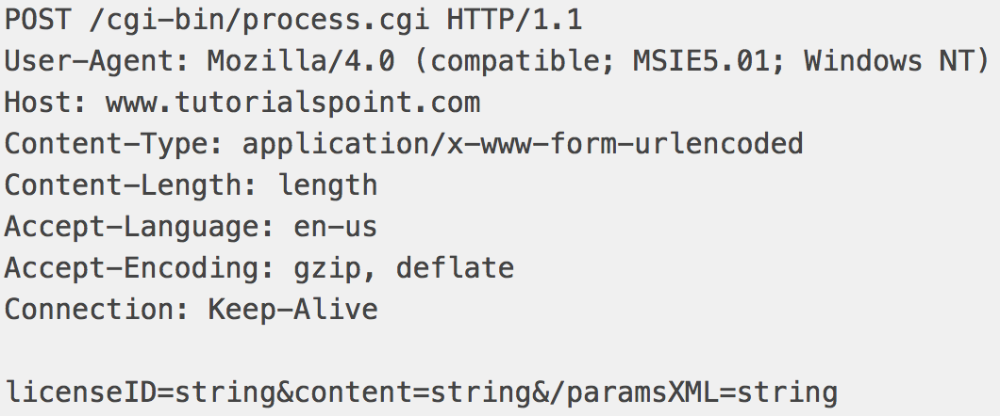 POST /cgi-bin/process.cgi HTTP/1.1
User-Agent: Mozilla/4.0 (compatible; MSIE5.01; Windows NT)
Host: www.tutorialspoint.com
Content-Type: application/x-www-form-urlencoded
Content-Length: length
Accept-Language: en-us
Accept-Encoding: gzip, deflate
Connection: Keep-Alive

licenseID=string&content=string&/paramsXML=string